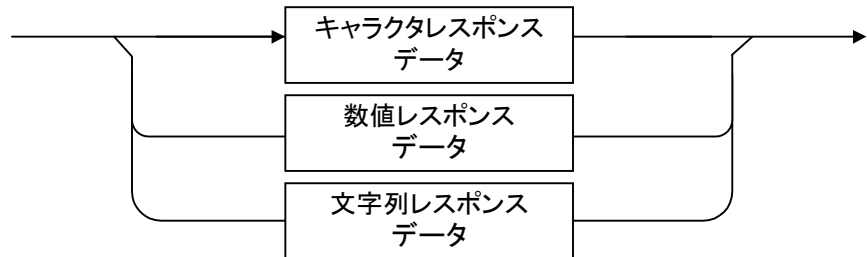 キャラクタレスポンス
データ
数値レスポンス
データ
文字列レスポンス
データ